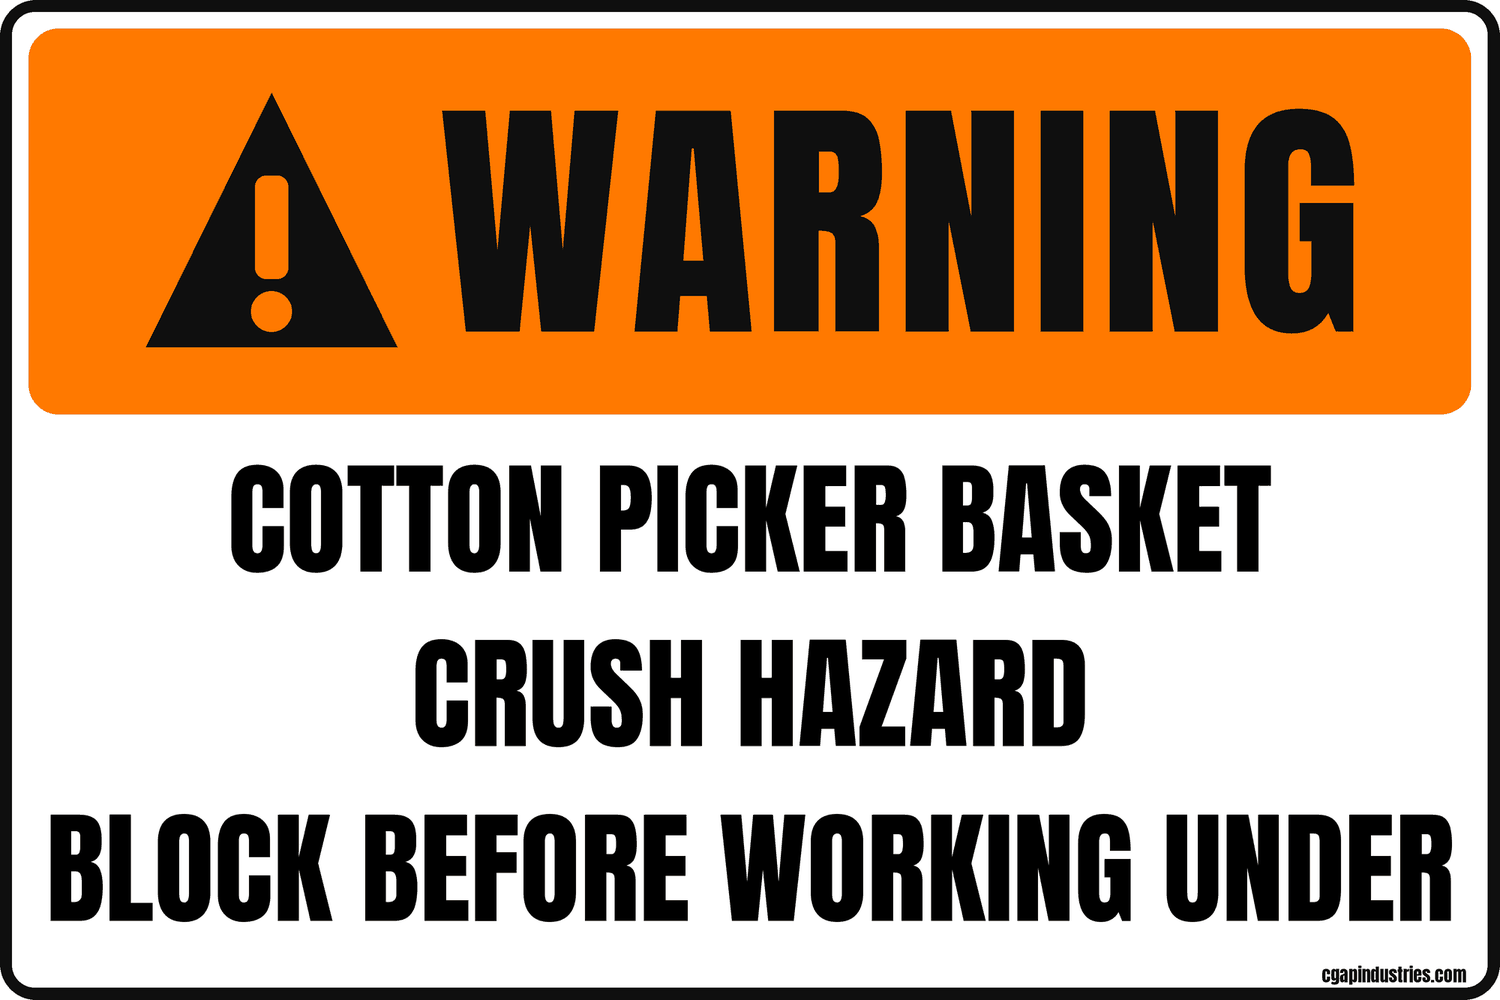 WARNING
COTTON PICKER BASKET
CRUSH HAZARD
BLOCK BEFORE WORKING UNDER
cgapindustries.com